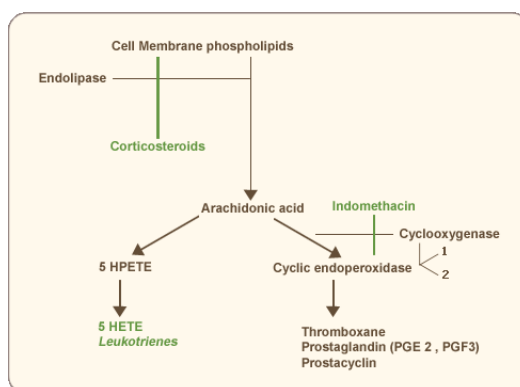 Cell Membrane phospholipids
Endolipase
Corticosteroids
Arachidonic acid
Indomethacin
Cyclooxygenase
1
2
5 HPETE
Cyclic endoperoxidase
5 HETE
Leukotrienes
Thromboxane
Prostaglandin (PGE 2 , PGF3)
Prostacyclin